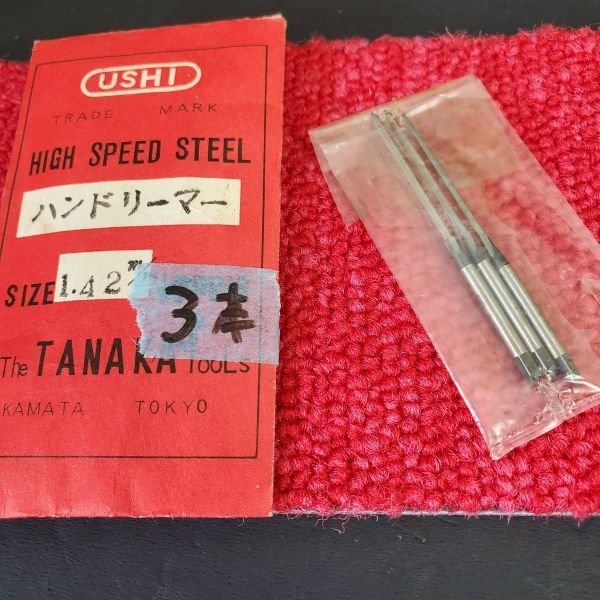 USHI
TRADE MARK
HIGH SPEED STEEL
ハンドリーマー
SIZE 1.42㎜
3本
The TANAKA TOOLS
KAMATA TOKYO